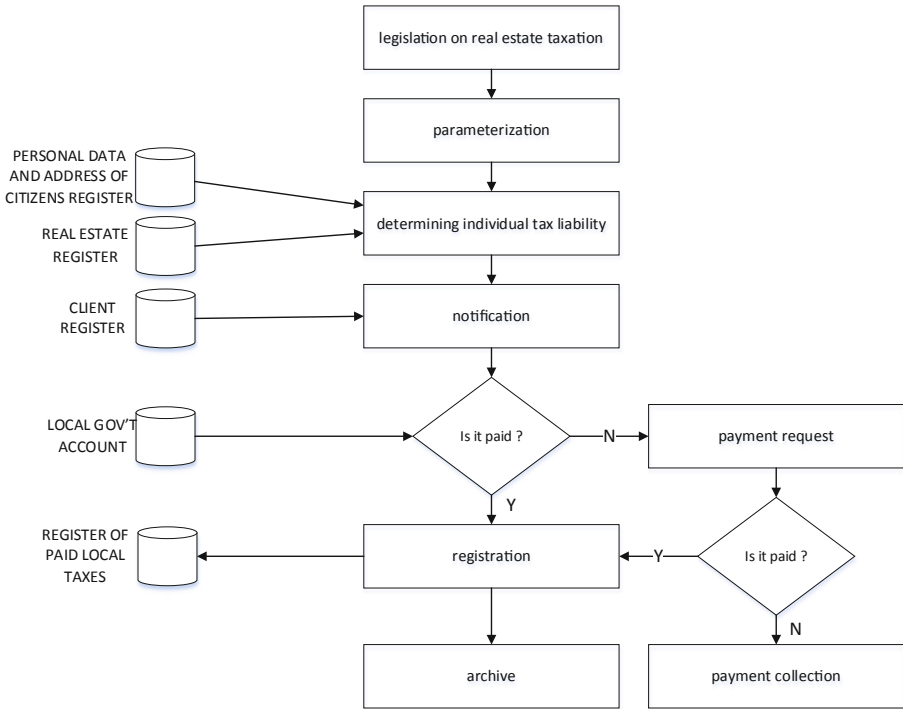 legislation on real estate taxation
parameterization
PERSONAL DATA
AND ADDRESS OF
CITIZENS REGISTER
determining individual tax liability
REAL ESTATE
REGISTER
CLIENT
REGISTER
notification
LOCAL GOV'T
ACCOUNT
Is it paid ?
N
payment request
Y
REGISTER OF
PAID LOCAL
TAXES
registration
Y
Is it paid ?
N
archive
payment collection